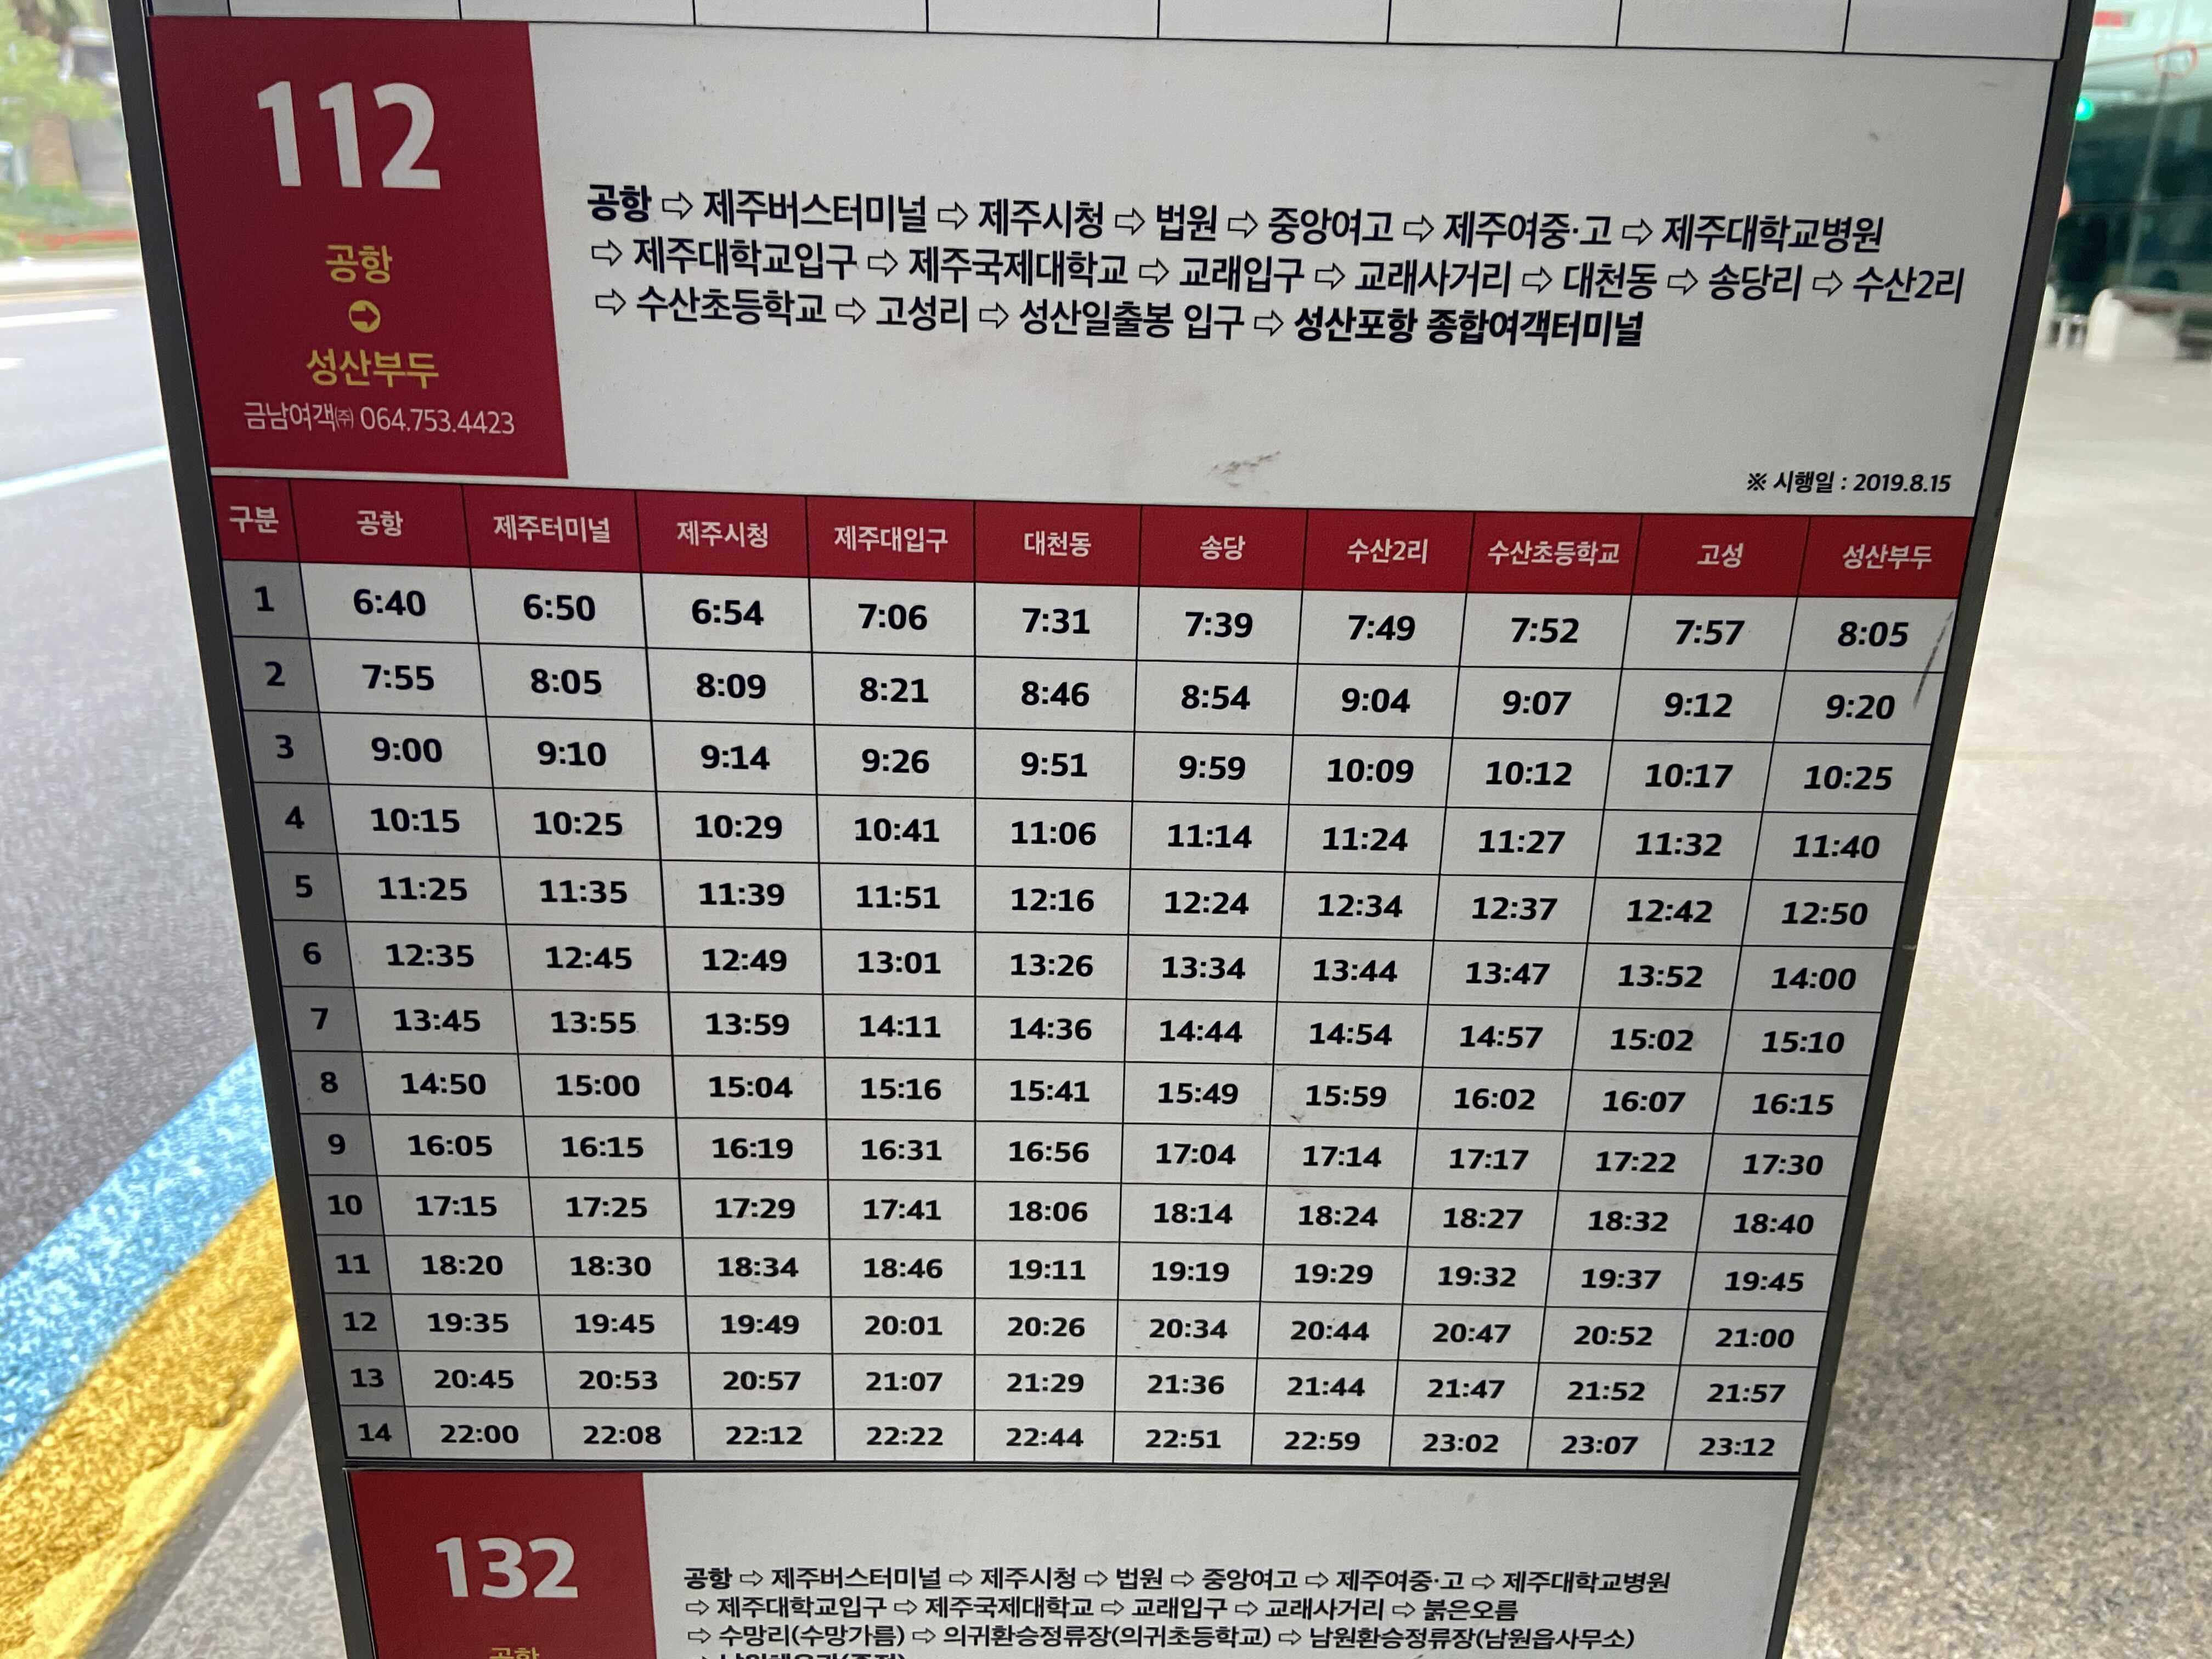 112
공항
성산부두
금남여객㈜ 064.753.4423
공항 ⇨ 제주버스터미널 ⇨ 제주시청 ⇨ 법원 ⇨ 중앙여고 ⇨ 제주여중·고 ⇨ 제주대학교병원
⇨ 제주대학교입구 ⇨ 제주국제대학교 ⇨ 교래입구 ⇨ 교래사거리 ⇨ 대천동 ⇨ 송당리 ⇨ 수산2리
⇨ 수산초등학교 ⇨ 고성리 ⇨ 성산일출봉 입구 ⇨ 성산포항 종합여객터미널
※ 시행일 : 2019.8.15
구분 공항 제주터미널 제주시청 제주대입구 대천동 송당 수산2리 수산초등학교 고성 성산부두
1 6:40 6:50 6:54 7:06 7:31 7:39 7:49 7:52 7:57 8:05
2 7:55 8:05 8:09 8:21 8:46 8:54 9:04 9:07 9:12 9:20
3 9:00 9:10 9:14 9:26 9:51 9:59 10:09 10:12 10:17 10:25
4 10:15 10:25 10:29 10:41 11:06 11:14 11:24 11:27 11:32 11:40
5 11:25 11:35 11:39 11:51 12:16 12:24 12:34 12:37 12:42 12:50
6 12:35 12:45 12:49 13:01 13:26 13:34 13:44 13:47 13:52 14:00
7 13:45 13:55 13:59 14:11 14:36 14:44 14:54 14:57 15:02 15:10
8 14:50 15:00 15:04 15:16 15:41 15:49 15:59 16:02 16:07 16:15
9 16:05 16:15 16:19 16:31 16:56 17:04 17:14 17:17 17:22 17:30
10 17:15 17:25 17:29 17:41 18:06 18:14 18:24 18:27 18:32 18:40
11 18:20 18:30 18:34 18:46 19:11 19:19 19:29 19:32 19:37 19:45
12 19:35 19:45 19:49 20:01 20:26 20:34 20:44 20:47 20:52 21:00
13 20:45 20:53 20:57 21:07 21:29 21:36 21:44 21:47 21:52 21:57
14 22:00 22:08 22:12 22:22 22:44 22:51 22:59 23:02 23:07 23:12
132
공항
공항 ⇨ 제주버스터미널 ⇨ 제주시청 ⇨ 법원 ⇨ 중앙여고 ⇨ 제주여중·고 ⇨ 제주대학교병원
⇨ 제주대학교입구 ⇨ 제주국제대학교 ⇨ 교래입구 ⇨ 교래사거리 ⇨ 붉은오름
⇨ 수망리(수망가름) ⇨ 의귀환승정류장(의귀초등학교) ⇨ 남원환승정류장(남원읍사무소)